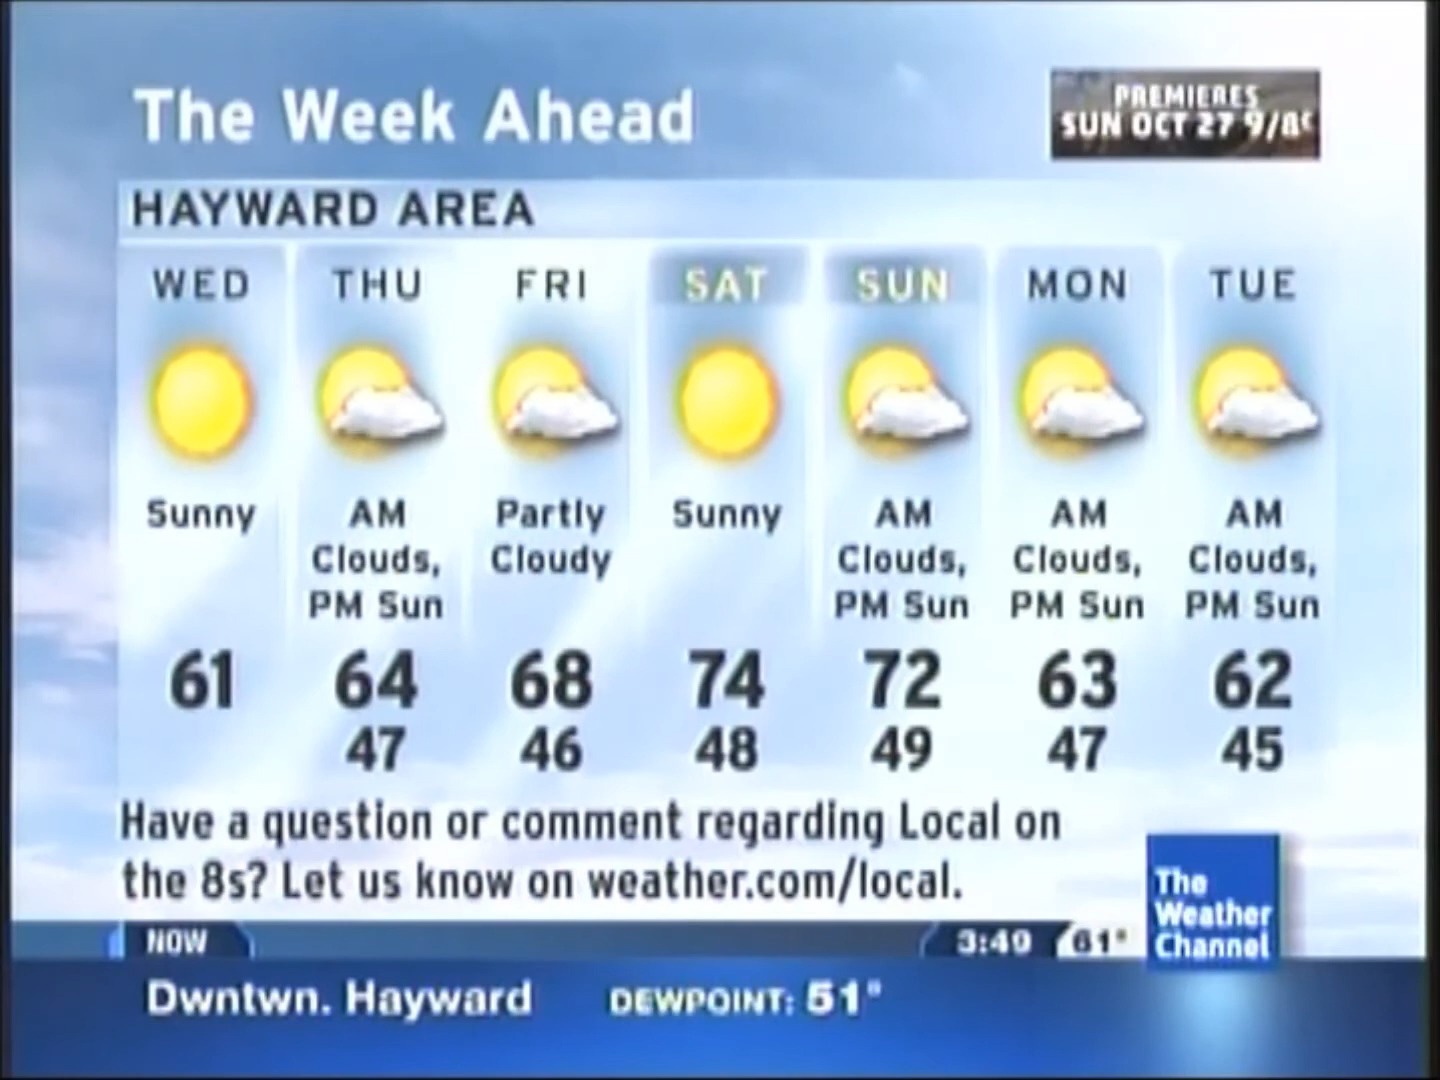 The Week Ahead
PREMIERES
SUN OCT 27 9/8c
HAYWARD AREA
WED THU FRI SAT SUN MON TUE
Sunny AM Partly Sunny AM AM AM
Clouds, Cloudy Clouds, Clouds, Clouds,
PM Sun PM Sun PM Sun PM Sun
61 64 68 74 72 63 62
47 46 48 49 47 45
Have a question or comment regarding Local on
the 8s? Let us know on weather.com/local.
The
Weather
Channel
NOW 3:49 61°
Dwntwn. Hayward DEWPOINT: 51°